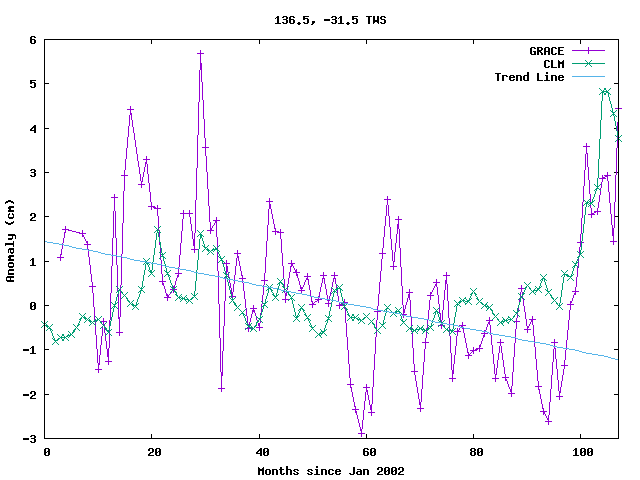 136.5, -31.5 TWS
6
5
4
3
2
1
0
-1
-2
-3
Anomaly (cm)
GRACE
CLM
Trend Line
0 20 40 60 80 100
Months since Jan 2002